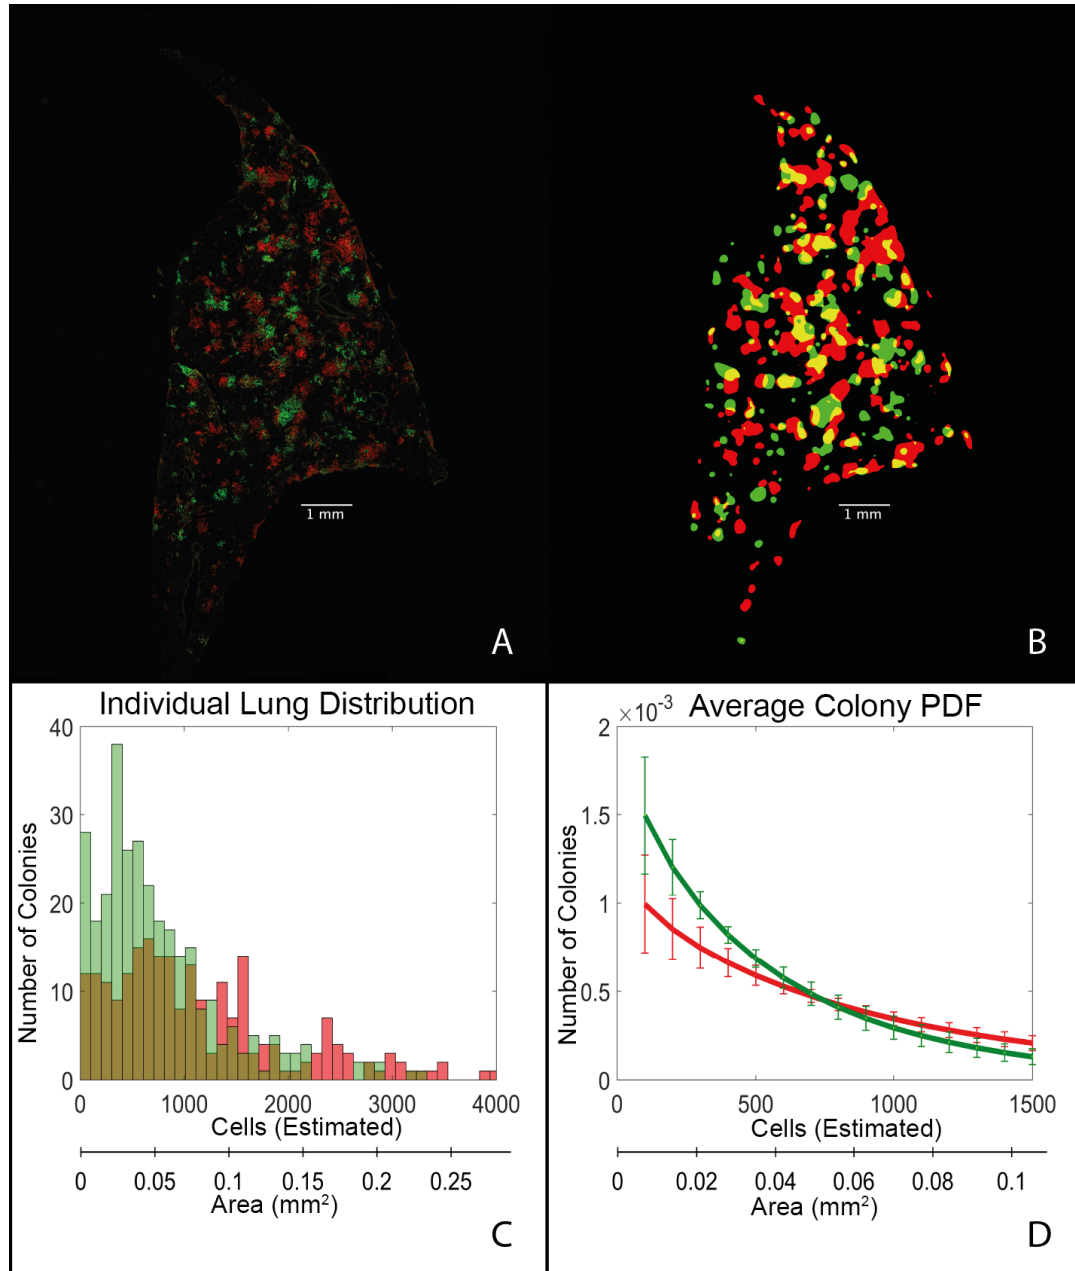 1 mm
A
1 mm
B
Individual Lung Distribution
40
30
20
10
0
Number of Colonies
0 1000 2000 3000 4000
Cells (Estimated)
0 0.05 0.1 0.15 0.2 0.25
Area (mm²)
C
×10⁻³ Average Colony PDF
2
1.5
1
0.5
0
Number of Colonies
0 500 1000 1500
Cells (Estimated)
0 0.02 0.04 0.06 0.08 0.1
Area (mm²)
D